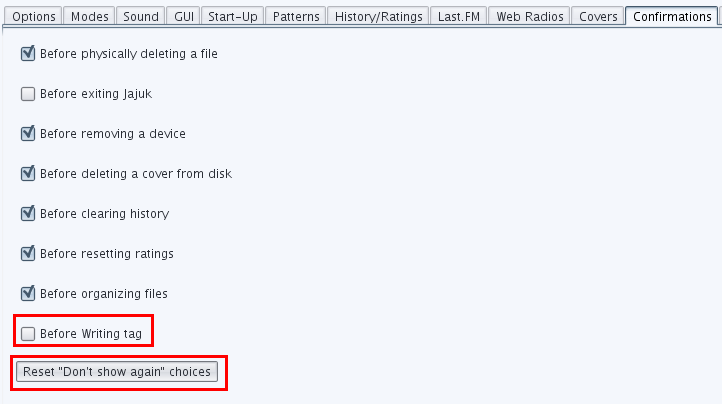 Options Modes Sound GUI Start-Up Patterns History/Ratings Last.FM Web Radios Covers Confirmations
Before physically deleting a file
Before exiting Jajuk
Before removing a device
Before deleting a cover from disk
Before clearing history
Before resetting ratings
Before organizing files
Before Writing tag
Reset "Don't show again" choices